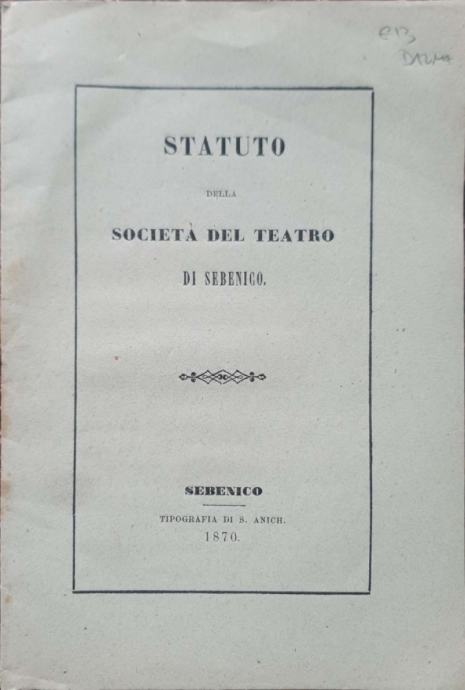 STATUTO
DELLA
SOCIETÀ DEL TEATRO
DI SEBENICO.
SEBENICO
TIPOGRAFIA DI S. ANICH.
1870.